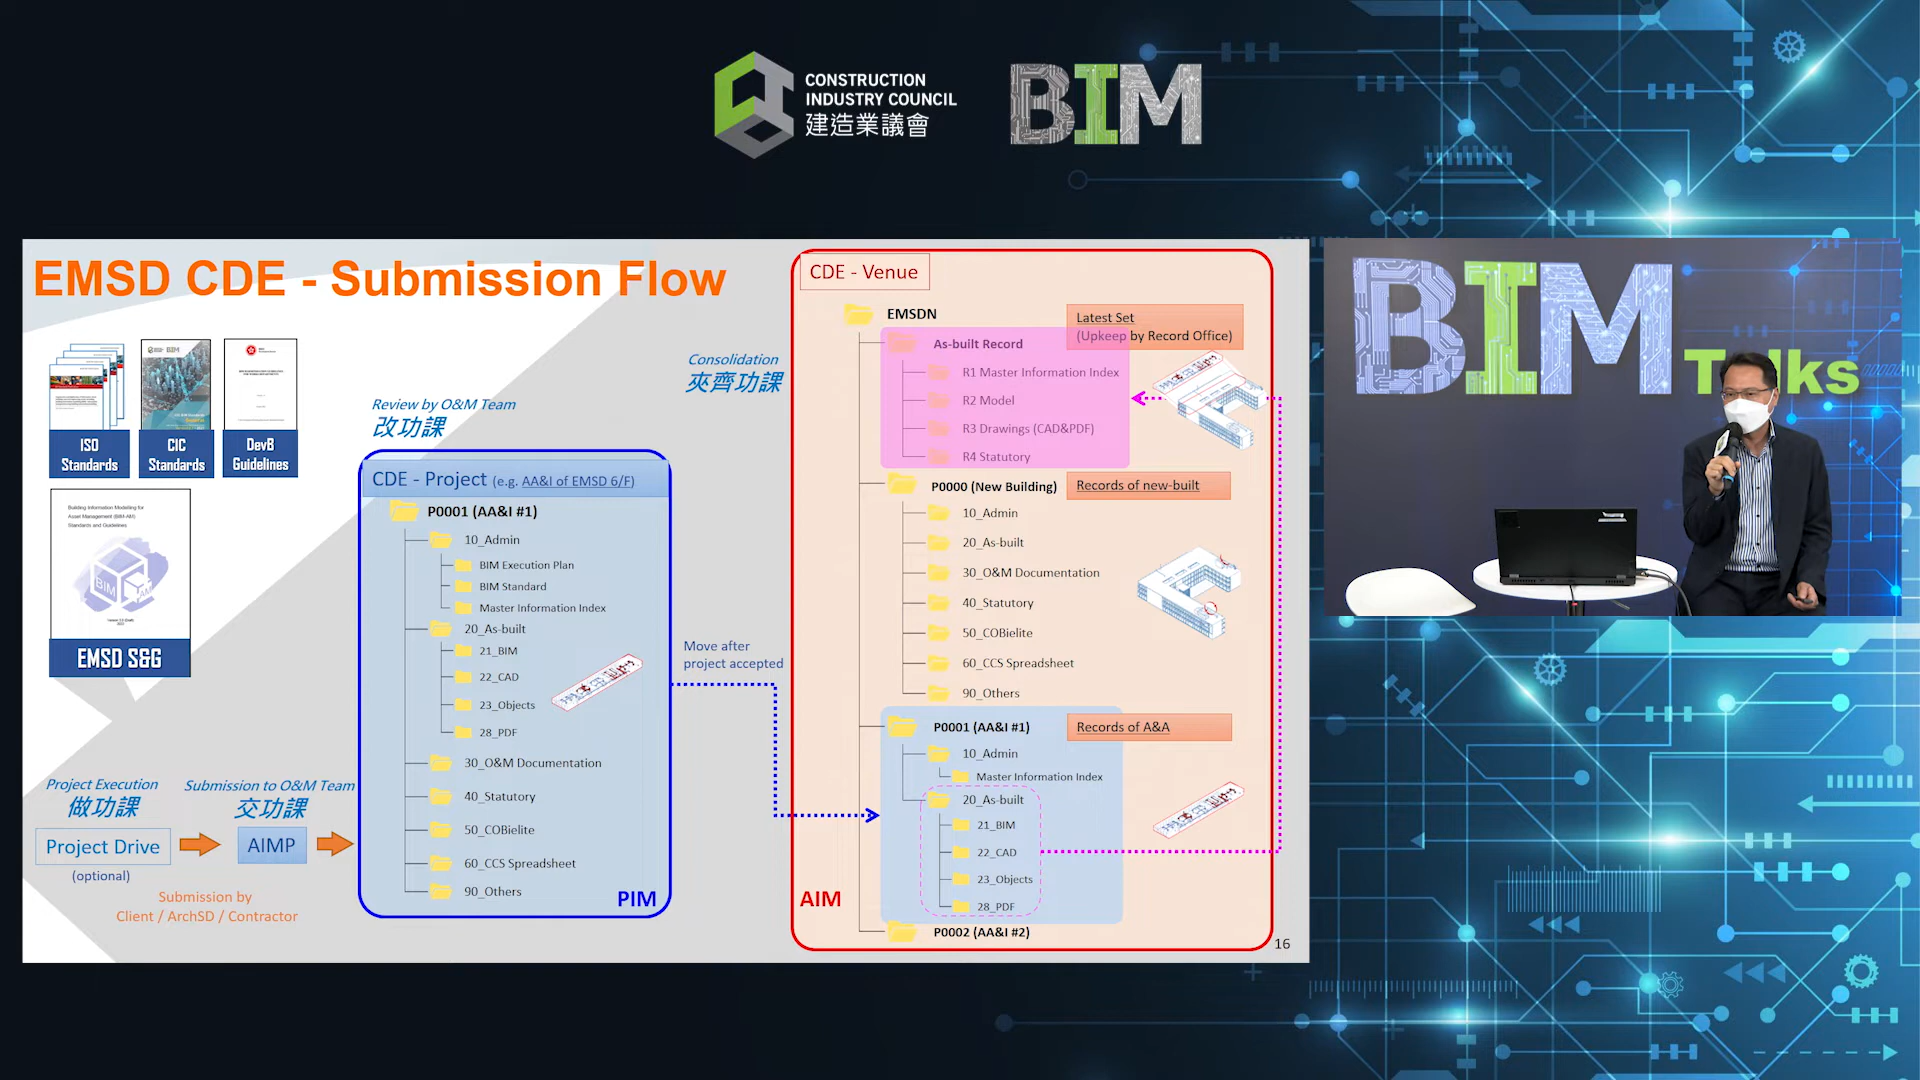 CONSTRUCTION
INDUSTRY COUNCIL
建造業議會
BIM
EMSD CDE - Submission Flow
ISO
Standards
BIM
CIC
Standards
DevB
Guidelines
Building Information Modelling for
Asset Management (BIM-AM)
Standards and Guidelines
BIM
AM
EMSD S&G
Project Execution
做功課
Project Drive
(optional)
Submission to O&M Team
交功課
AIMP
Submission by
Client / ArchSD / Contractor
Review by O&M Team
改功課
CDE - Project (e.g. AA&I of EMSD 6/F)
P0001 (AA&I #1)
10_Admin
BIM Execution Plan
BIM Standard
Master Information Index
20_As-built
21_BIM
22_CAD
23_Objects
28_PDF
30_O&M Documentation
40_Statutory
50_COBielite
60_CCS Spreadsheet
90_Others
PIM
Consolidation
夾齊功課
Move after
project accepted
CDE - Venue
EMSDN
Latest Set
(Upkeep by Record Office)
As-built Record
R1 Master Information Index
R2 Model
R3 Drawings (CAD&PDF)
R4 Statutory
P0000 (New Building)
Records of new-built
10_Admin
20_As-built
30_O&M Documentation
40_Statutory
50_COBielite
60_CCS Spreadsheet
90_Others
P0001 (AA&I #1)
Records of A&A
10_Admin
Master Information Index
20_As-built
21_BIM
22_CAD
23_Objects
28_PDF
P0002 (AA&I #2)
AIM
16
BIM